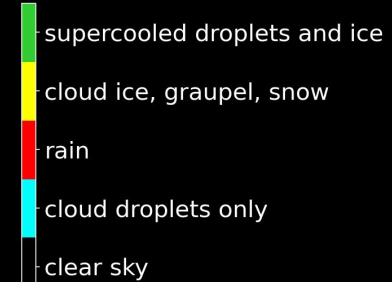 supercooled droplets and ice
cloud ice, graupel, snow
rain
cloud droplets only
clear sky